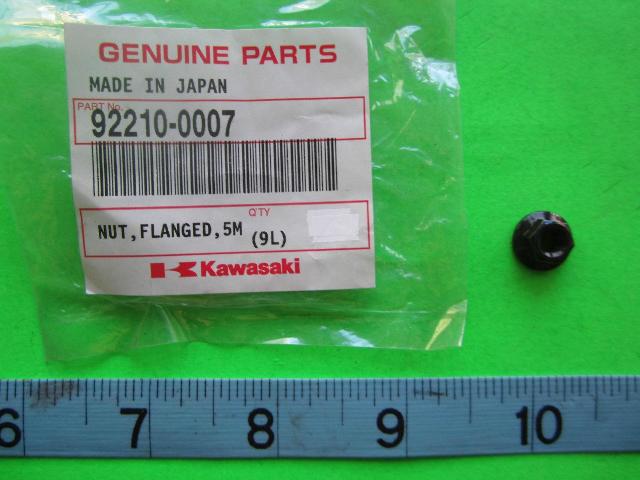 GENUINE PARTS
MADE IN JAPAN
PART No.
92210-0007
Q'TY
NUT,FLANGED,5M (9L)
Kawasaki
6 7 8 9 10